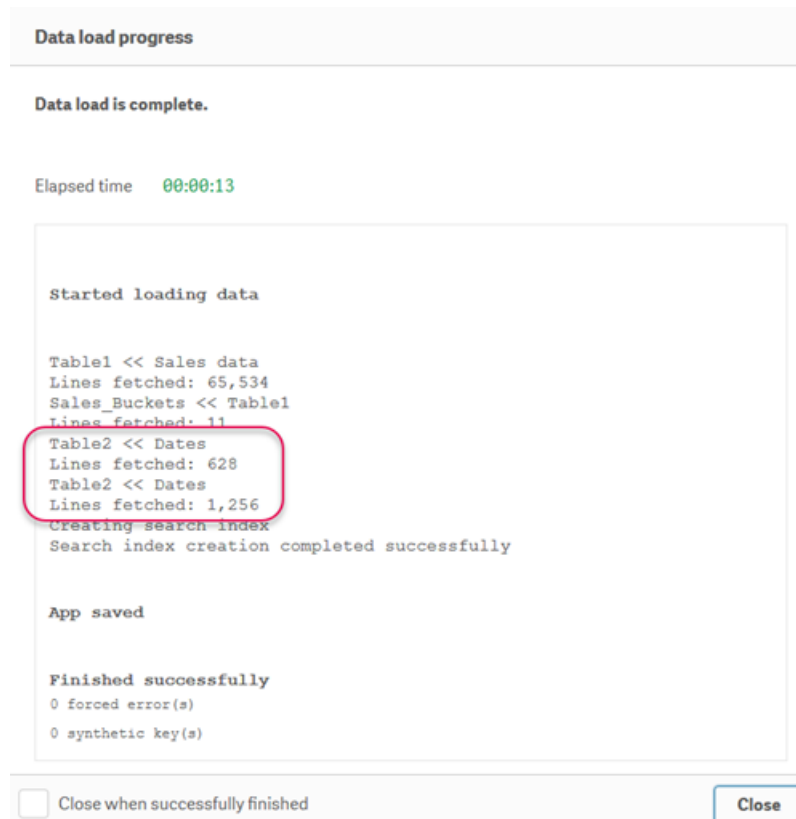 Data load progress
Data load is complete.
Elapsed time 00:00:13
Started loading data
Table1 << Sales data
Lines fetched: 65,534
Sales_Buckets << Table1
Lines fetched: 11
Table2 << Dates
Lines fetched: 628
Table2 << Dates
Lines fetched: 1,256
Creating search index
Search index creation completed successfully
App saved
Finished successfully
0 forced error(s)
0 synthetic key(s)
Close when successfully finished
Close